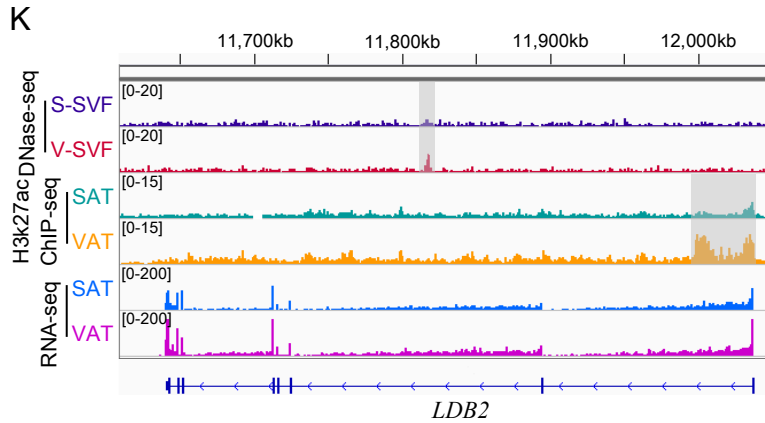 K
11,700kb 11,800kb 11,900kb 12,000kb
DNase-seq
S-SVF [0-20]
V-SVF [0-20]
H3k27ac
ChIP-seq
SAT [0-15]
VAT [0-15]
RNA-seq
SAT [0-200]
VAT [0-200]
LDB2